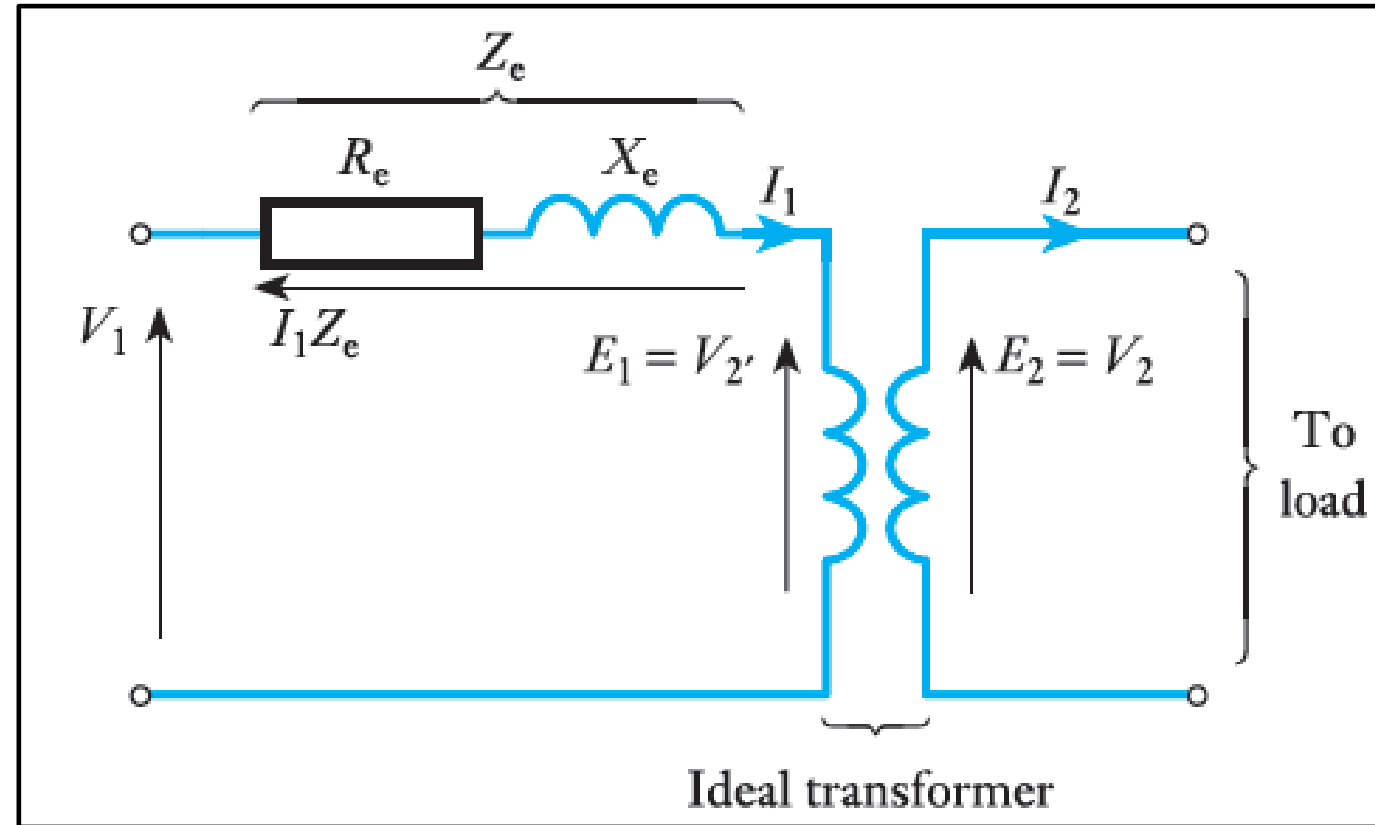 Zₑ
Rₑ
Xₑ
I₁
I₂
V₁
I₁Zₑ
E₁ = V₂′
E₂ = V₂
To
load
Ideal transformer